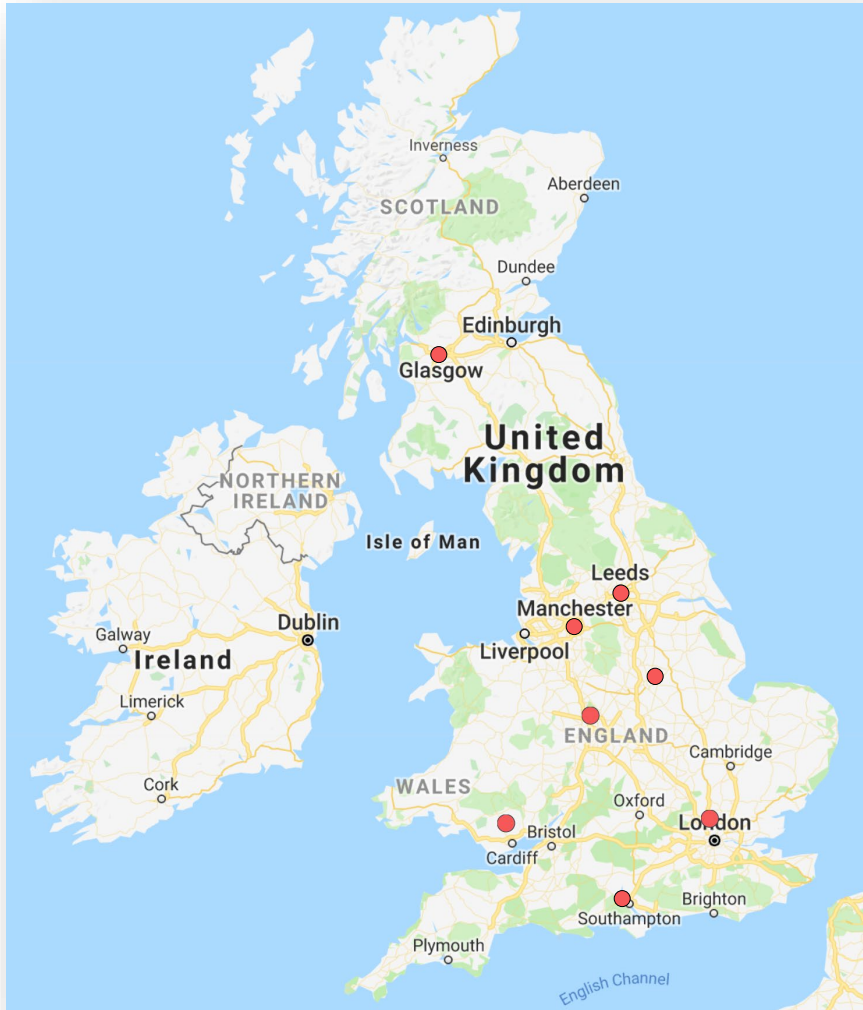 Inverness
Aberdeen
SCOTLAND
Dundee
Edinburgh
Glasgow
United
Kingdom
NORTHERN
IRELAND
Isle of Man
Leeds
Manchester
Dublin
Galway
Liverpool
Ireland
Limerick
ENGLAND
Cambridge
WALES
Cork
Oxford
London
Bristol
Cardiff
Brighton
Southampton
Plymouth
English Channel